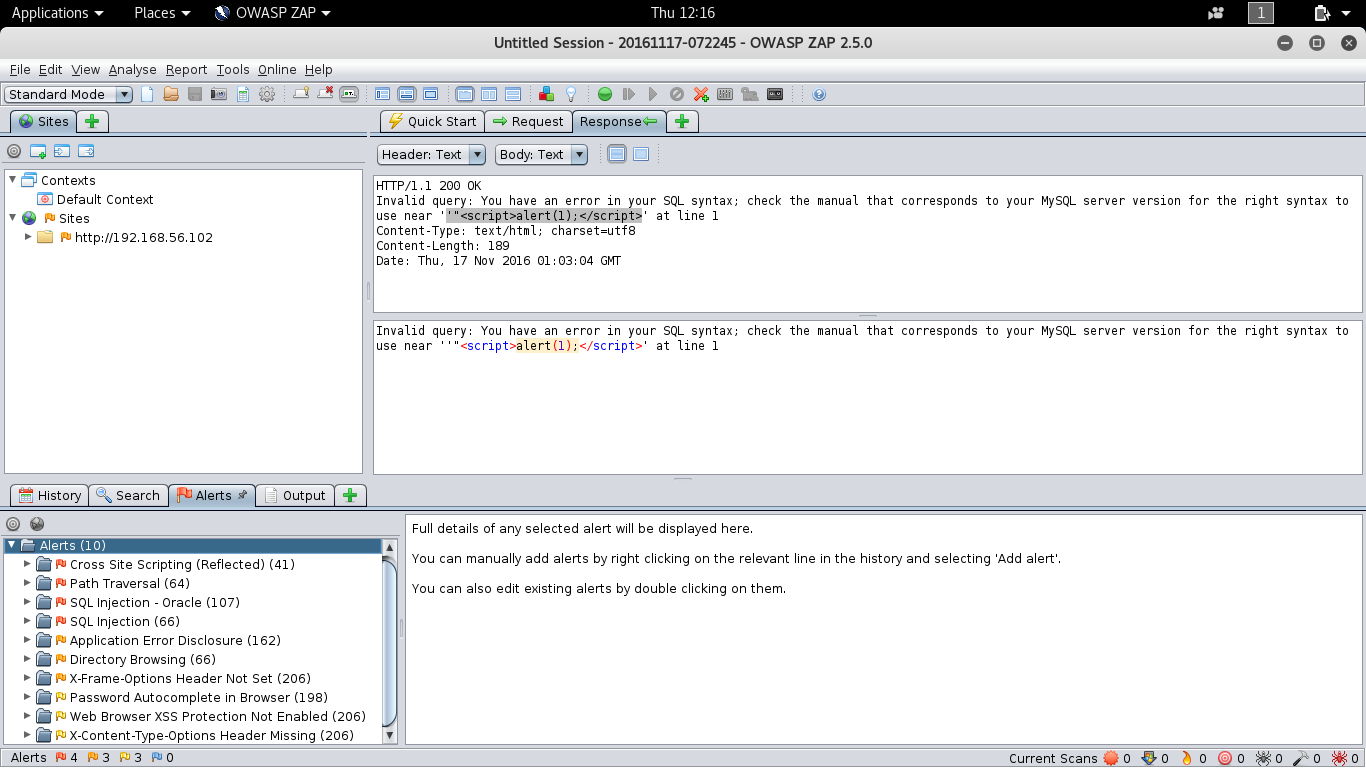 Applications Places OWASP ZAP Thu 12:16 1
Untitled Session - 20161117-072245 - OWASP ZAP 2.5.0
File Edit View Analyse Report Tools Online Help
Standard Mode
Sites
Quick Start Request Response
Header: Text Body: Text
Contexts
Default Context
Sites
http://192.168.56.102
HTTP/1.1 200 OK
Invalid query: You have an error in your SQL syntax; check the manual that corresponds to your MySQL server version for the right syntax to
use near ''"<script>alert(1);</script>' at line 1
Content-Type: text/html; charset=utf8
Content-Length: 189
Date: Thu, 17 Nov 2016 01:03:04 GMT
Invalid query: You have an error in your SQL syntax; check the manual that corresponds to your MySQL server version for the right syntax to
use near ''"<script>alert(1);</script>' at line 1
History Search Alerts Output
Alerts (10)
Cross Site Scripting (Reflected) (41)
Path Traversal (64)
SQL Injection - Oracle (107)
SQL Injection (66)
Application Error Disclosure (162)
Directory Browsing (66)
X-Frame-Options Header Not Set (206)
Password Autocomplete in Browser (198)
Web Browser XSS Protection Not Enabled (206)
X-Content-Type-Options Header Missing (206)
Full details of any selected alert will be displayed here.
You can manually add alerts by right clicking on the relevant line in the history and selecting 'Add alert'.
You can also edit existing alerts by double clicking on them.
Alerts 4 3 3 0 Current Scans 0 0 0 0 0 0 0